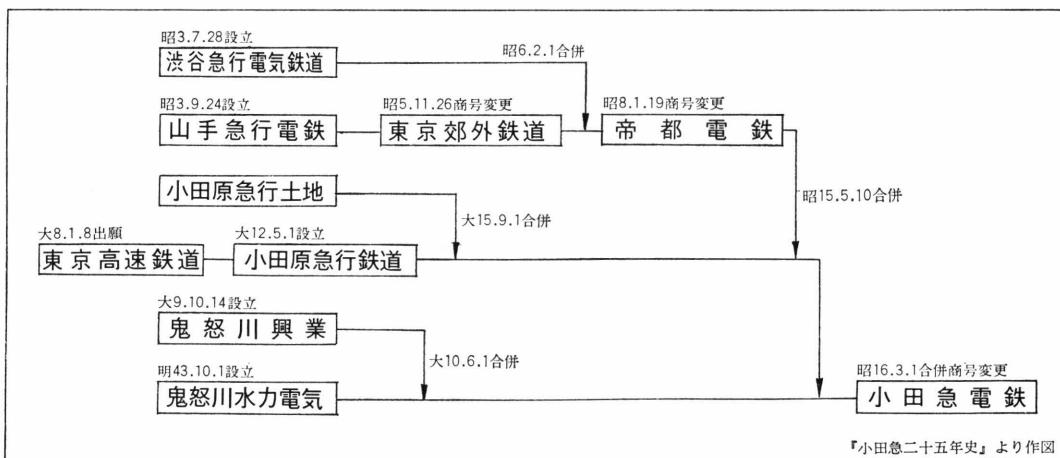 昭3.7.28設立
渋谷急行電気鉄道
昭6.2.1合併
昭3.9.24設立
山手急行電鉄
昭5.11.26商号変更
東京郊外鉄道
昭8.1.19商号変更
帝都電鉄
小田原急行土地
昭15.5.10合併
大15.9.1合併
大8.1.8出願
東京高速鉄道
大12.5.1設立
小田原急行鉄道
大9.10.14設立
鬼怒川興業
大10.6.1合併
明43.10.1設立
鬼怒川水力電気
昭16.3.1合併商号変更
小田急電鉄
『小田急二十五年史』より作図